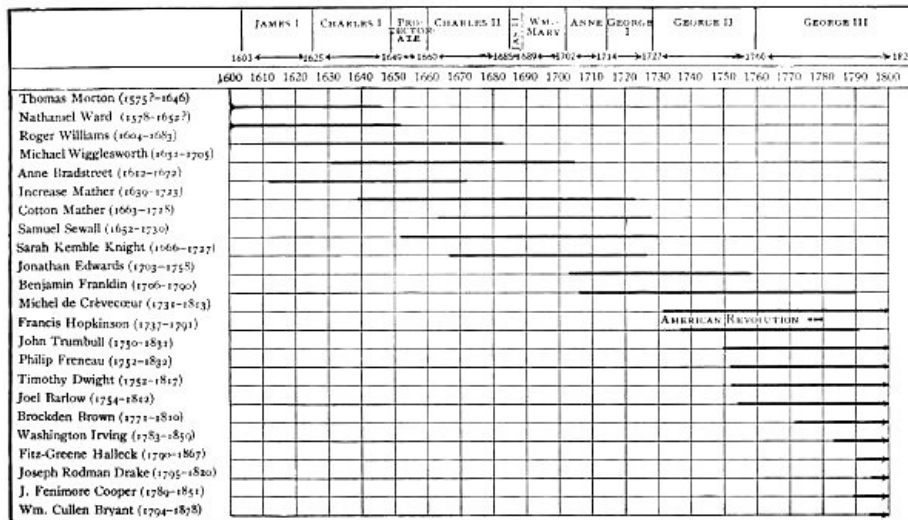 JAMES I CHARLES I PRO-TECTOR-ATE CHARLES II JAS. II WM.-MARY ANNE GEORGE I GEORGE II GEORGE III
1603 1625 1649 1660 1685 1689 1702 1714 1727 1760 182
1600 1610 1620 1630 1640 1650 1660 1670 1680 1690 1700 1710 1720 1730 1740 1750 1760 1770 1780 1790 1800
Thomas Morton (1575?–1646)
Nathaniel Ward (1578–1652?)
Roger Williams (1604–1683)
Michael Wigglesworth (1631–1705)
Anne Bradstreet (1612–1672)
Increase Mather (1639–1723)
Cotton Mather (1663–1728)
Samuel Sewall (1652–1730)
Sarah Kemble Knight (1666–1727)
Jonathan Edwards (1703–1758)
Benjamin Franklin (1706–1790)
Michel de Crèvecœur (1731–1813)
Francis Hopkinson (1737–1791) AMERICAN REVOLUTION
John Trumbull (1750–1831)
Philip Freneau (1752–1832)
Timothy Dwight (1752–1817)
Joel Barlow (1754–1812)
Brockden Brown (1771–1810)
Washington Irving (1783–1859)
Fitz-Greene Halleck (1790–1867)
Joseph Rodman Drake (1795–1820)
J. Fenimore Cooper (1789–1851)
Wm. Cullen Bryant (1794–1878)